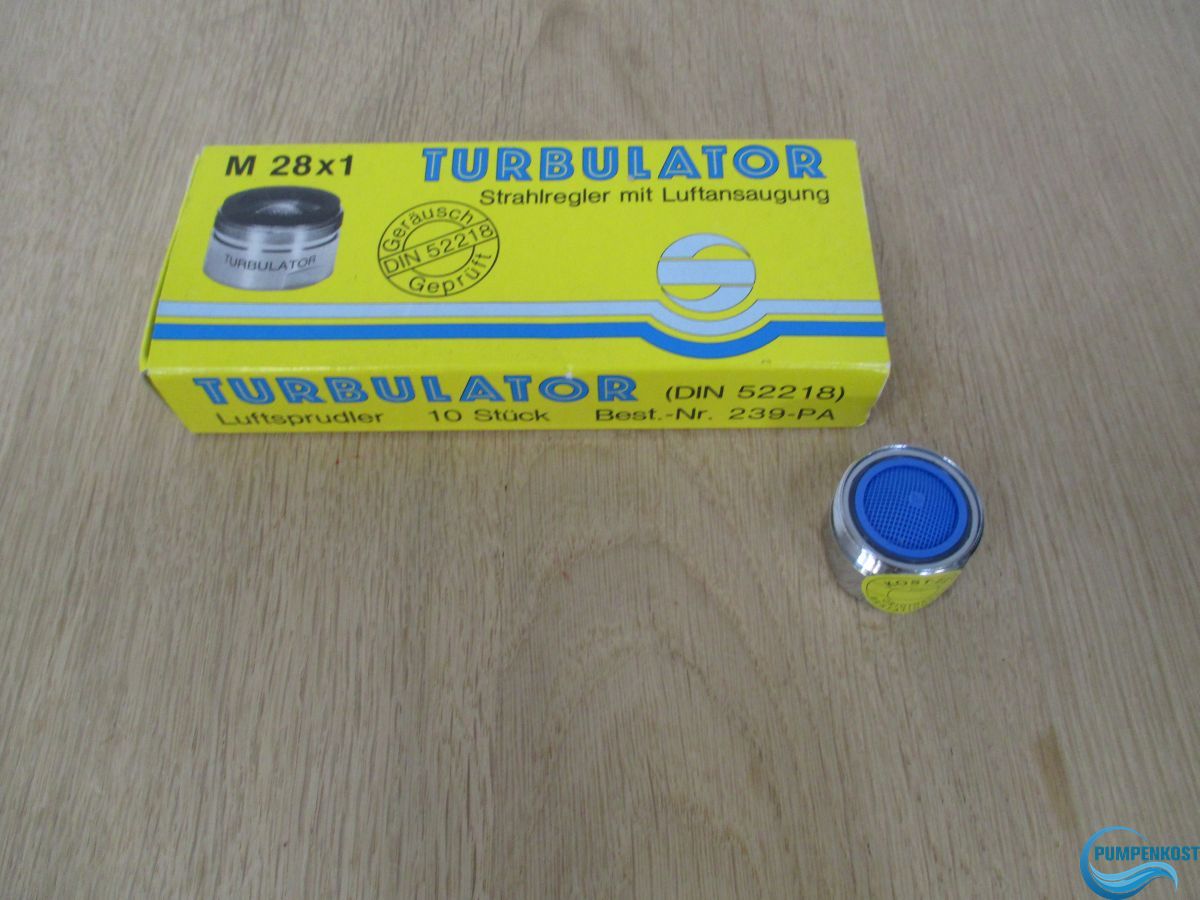 M 28x1
TURBULATOR
Strahlregler mit Luftansaugung
TURBULATOR
Geräusch
DIN 52218
Geprüft
TURBULATOR (DIN 52218)
Luftsprudler 10 Stück Best.-Nr. 239-PA
PUMPENKOST